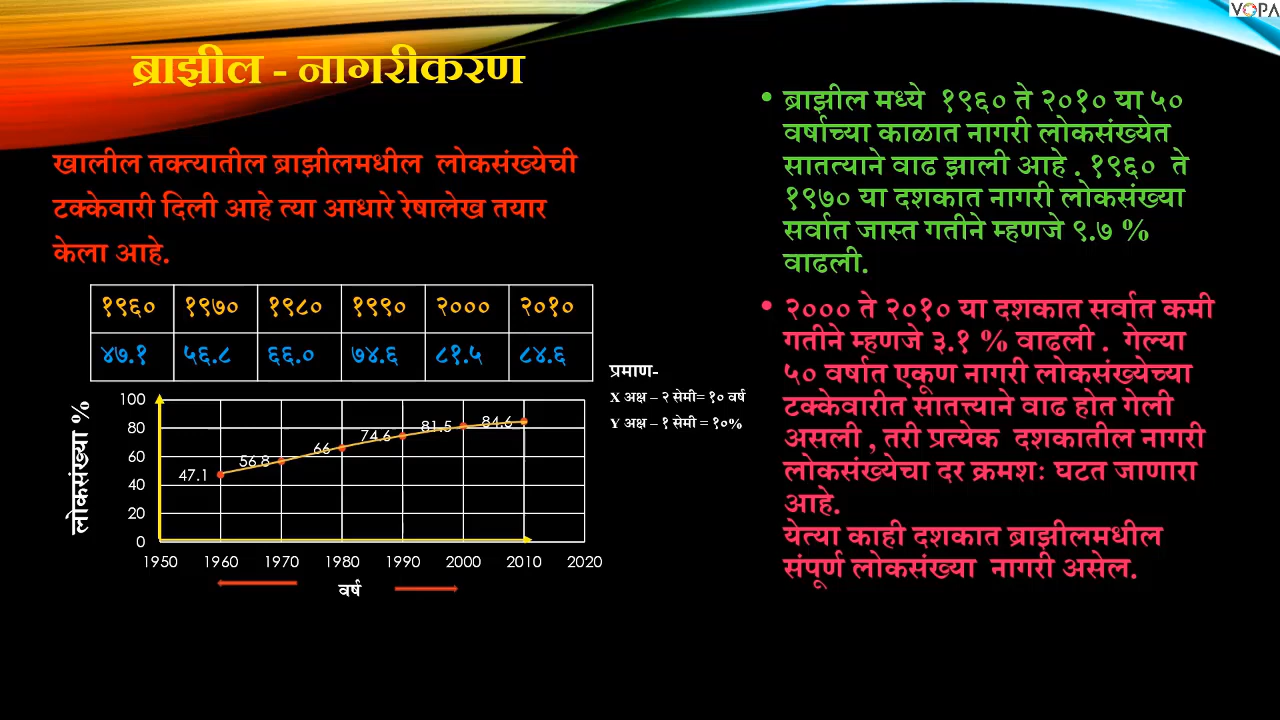 VOPA
ब्राझील - नागरीकरण
खालील तक्त्यातील ब्राझीलमधील लोकसंख्येची
टक्केवारी दिली आहे त्या आधारे रेषालेख तयार
केला आहे.
१९६० १९७० १९८० १९९० २००० २०१०
४७.१ ५६.८ ६६.० ७४.६ ८१.५ ८४.६
प्रमाण-
X अक्ष – २ सेमी= १० वर्ष
Y अक्ष – १ सेमी = १०%
लोकसंख्या %
100
80
60
40
20
0
47.1 56.8 66 74.6 81.5 84.6
1950 1960 1970 1980 1990 2000 2010 2020
वर्ष
• ब्राझील मध्ये १९६० ते २०१० या ५०
वर्षाच्या काळात नागरी लोकसंख्येत
सातत्याने वाढ झाली आहे . १९६० ते
१९७० या दशकात नागरी लोकसंख्या
सर्वात जास्त गतीने म्हणजे ९.७ %
वाढली.
• २००० ते २०१० या दशकात सर्वात कमी
गतीने म्हणजे ३.१ % वाढली . गेल्या
५० वर्षात एकूण नागरी लोकसंख्येच्या
टक्केवारीत सातत्त्याने वाढ होत गेली
असली , तरी प्रत्येक दशकातील नागरी
लोकसंख्येचा दर क्रमशः घटत जाणारा
आहे.
येत्या काही दशकात ब्राझीलमधील
संपूर्ण लोकसंख्या नागरी असेल.